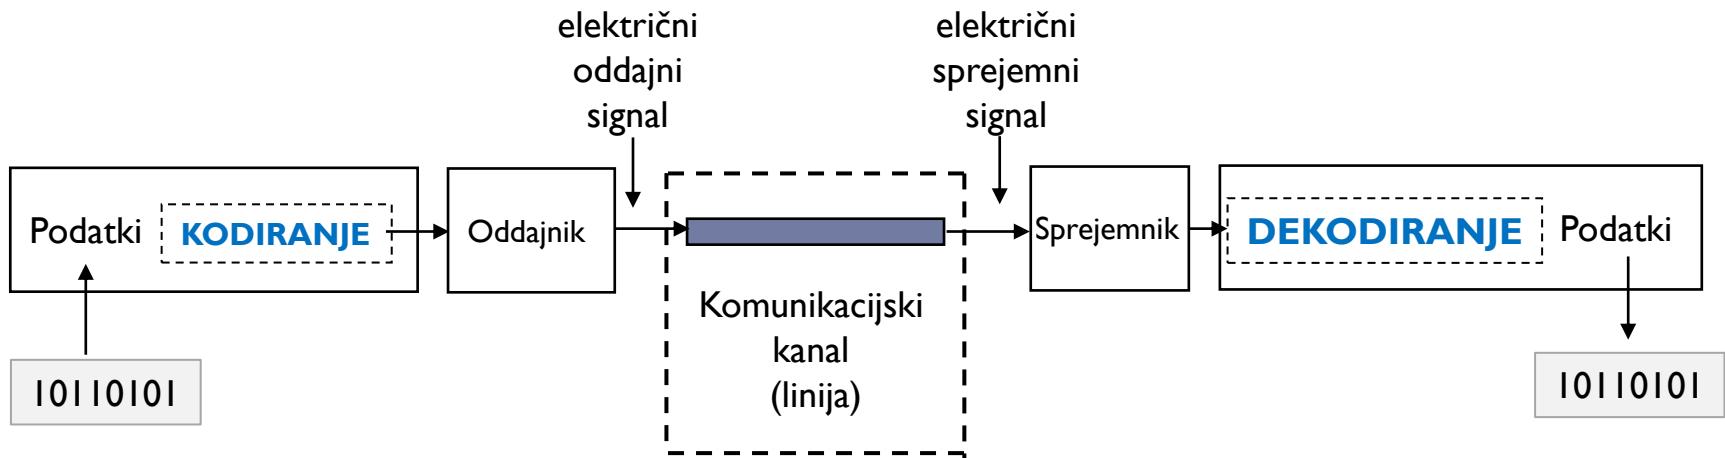 električni
oddajni
signal
električni
sprejemni
signal
Podatki
KODIRANJE
Oddajnik
Sprejemnik
DEKODIRANJE
Podatki
Komunikacijski
kanal
(linija)
10110101
10110101